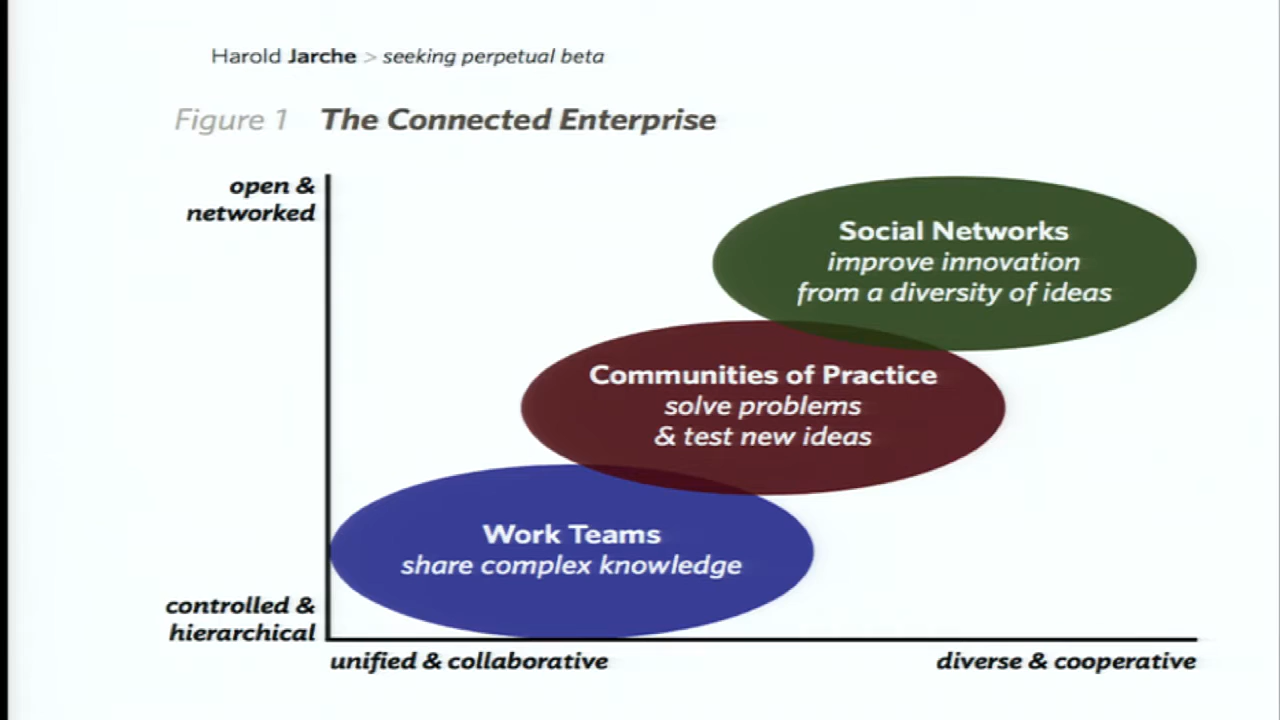 Harold Jarche > seeking perpetual beta
Figure 1 The Connected Enterprise
open &
networked
Social Networks
improve innovation
from a diversity of ideas
Communities of Practice
solve problems
& test new ideas
Work Teams
share complex knowledge
controlled &
hierarchical
unified & collaborative
diverse & cooperative